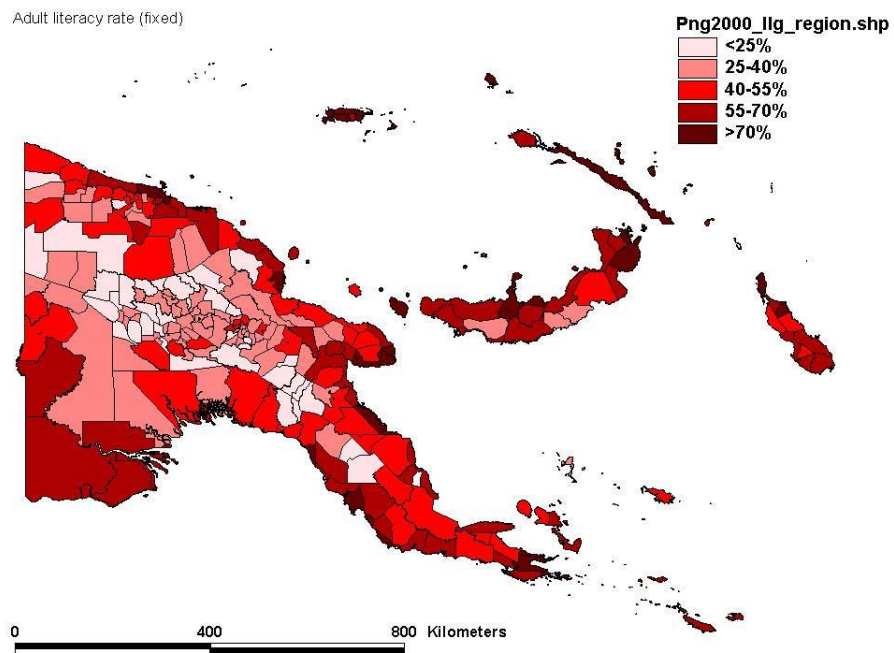 Adult literacy rate (fixed)
Png2000_llg_region.shp
<25%
25-40%
40-55%
55-70%
>70%
0 400 800 Kilometers